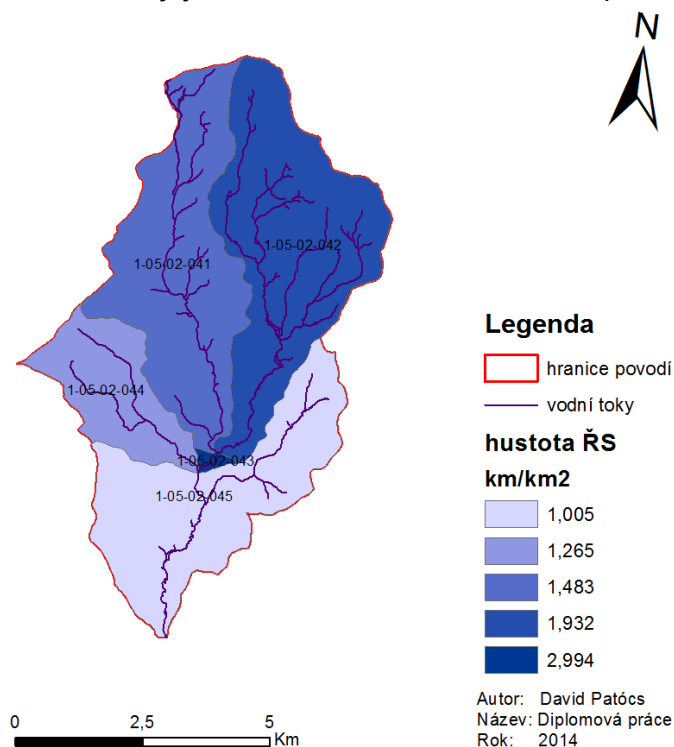 N
1-05-02-042
1-05-02-041
1-05-02-044
1-05-02-043
1-05-02-045
Legenda
hranice povodí
vodní toky
hustota ŘS
km/km2
1,005
1,265
1,483
1,932
2,994
Autor: David Patócs
Název: Diplomová práce
Rok: 2014
0 2,5 5
Km